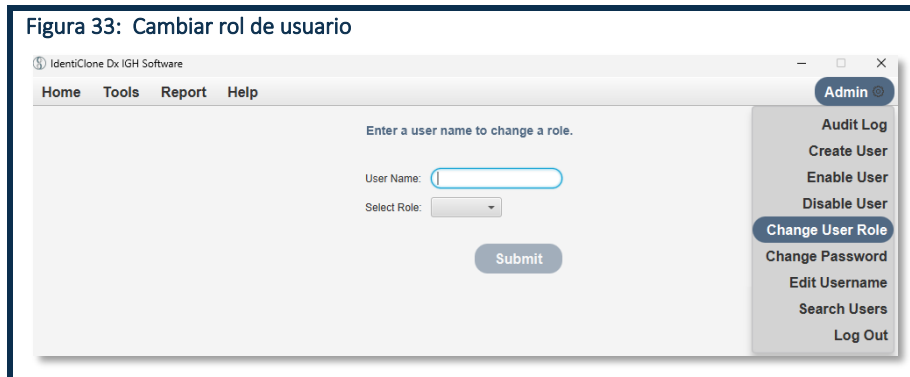 Figura 33: Cambiar rol de usuario
IdentiClone Dx IGH Software
Home Tools Report Help Admin
Enter a user name to change a role.
User Name:
Select Role:
Submit
Audit Log
Create User
Enable User
Disable User
Change User Role
Change Password
Edit Username
Search Users
Log Out